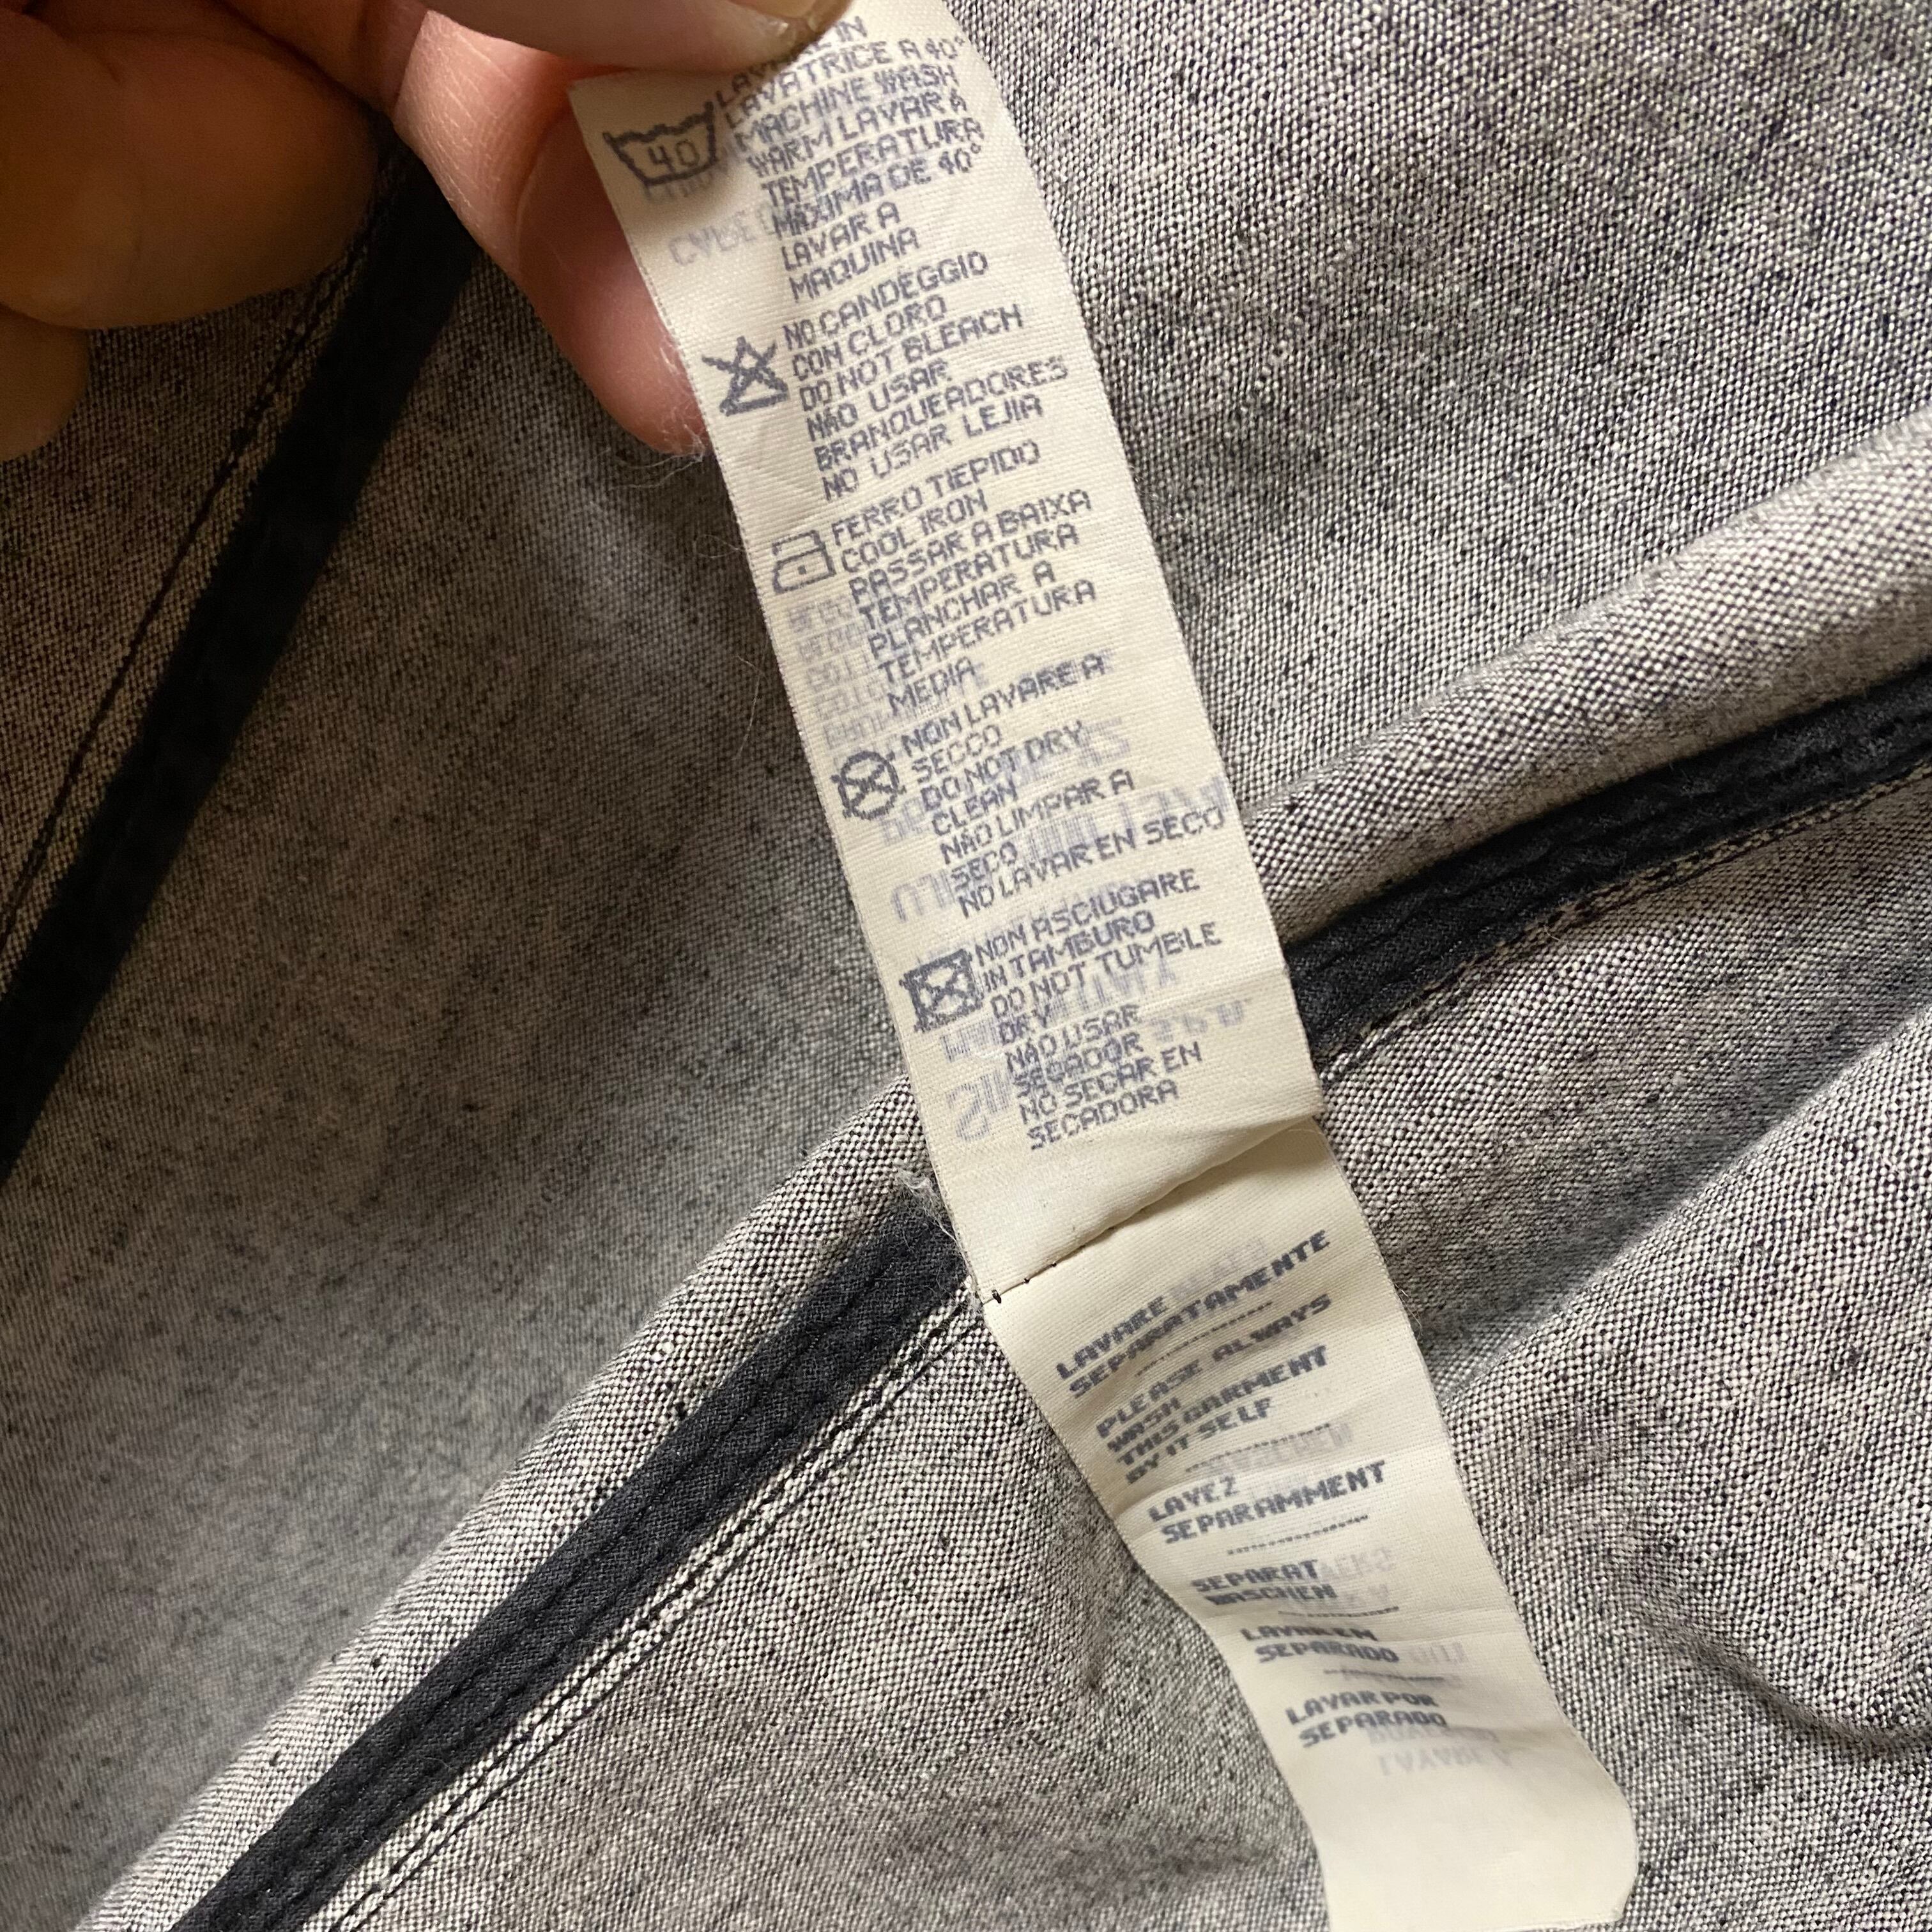 LAVATRICE A 40°
MACHINE WASH
WARM LAVAR A
TEMPERATURA
MAXIMA DE 40°
LAVAR A
MAQUINA
40
NO CANDEGGIO
CON CLORO
DO NOT BLEACH
NÃO USAR
BRANQUEADORES
NO USAR LEJIA
FERRO TIEPIDO
COOL IRON
PASSAR A BAIXA
TEMPERATURA
PLANCHAR A
TEMPERATURA
MEDIA
NON LAVARE A
SECCO
DO NOT DRY
CLEAN
NÃO LIMPAR A
SECO
NO LAVAR EN SECO
NON ASCIUGARE
IN TAMBURO
DO NOT TUMBLE
DRY
NÃO USAR
SECADOR
NO SECAR EN
SECADORA
LAVARE
SEPARATAMENTE
PLEASE ALWAYS
WASH
THIS GARMENT
BY IT SELF
LAVEZ
SEPARAMMENT
SEPARAT
WASCHEN
LAVAR EM
SEPARADO
LAVAR POR
SEPARADO